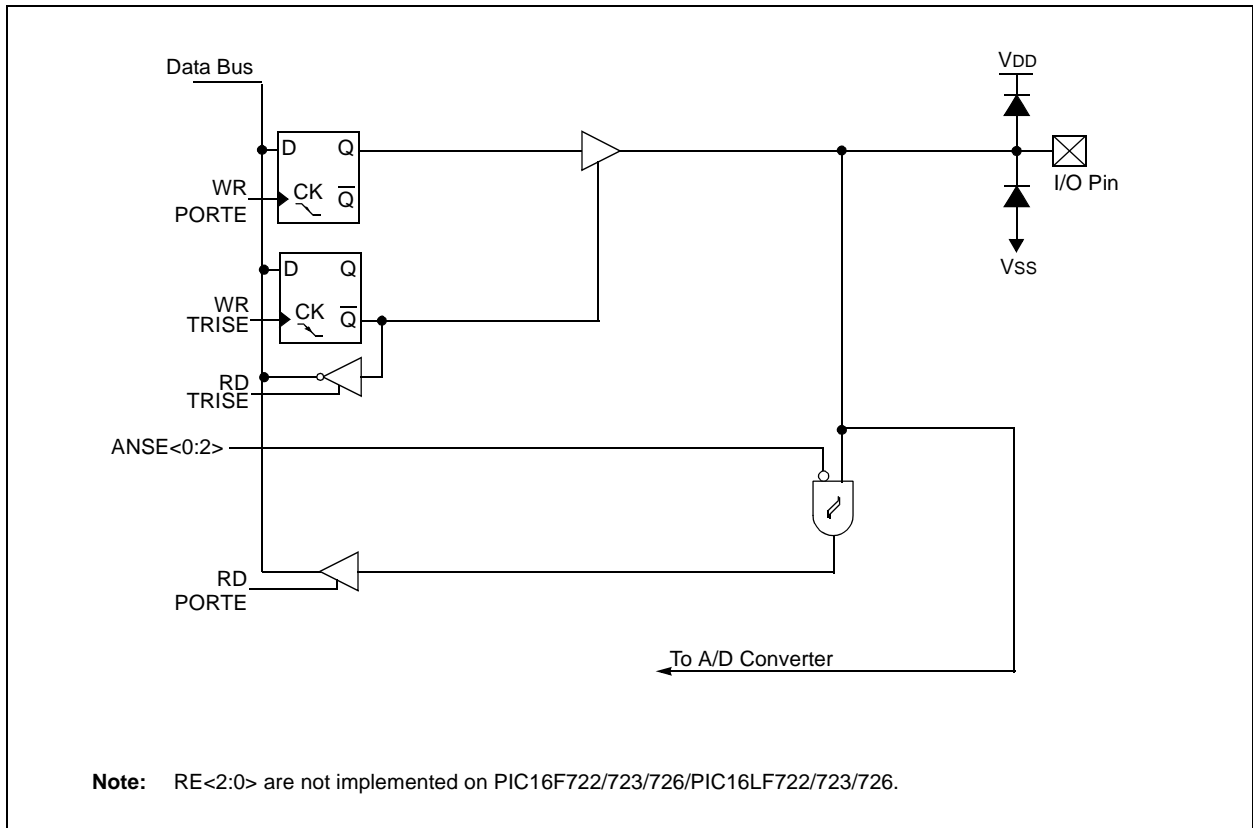 Data Bus
VDD
D Q
WR
PORTE
CK Q
I/O Pin
VSS
D Q
WR
TRISE
CK Q
RD
TRISE
ANSE<0:2>
RD
PORTE
To A/D Converter
Note: RE<2:0> are not implemented on PIC16F722/723/726/PIC16LF722/723/726.